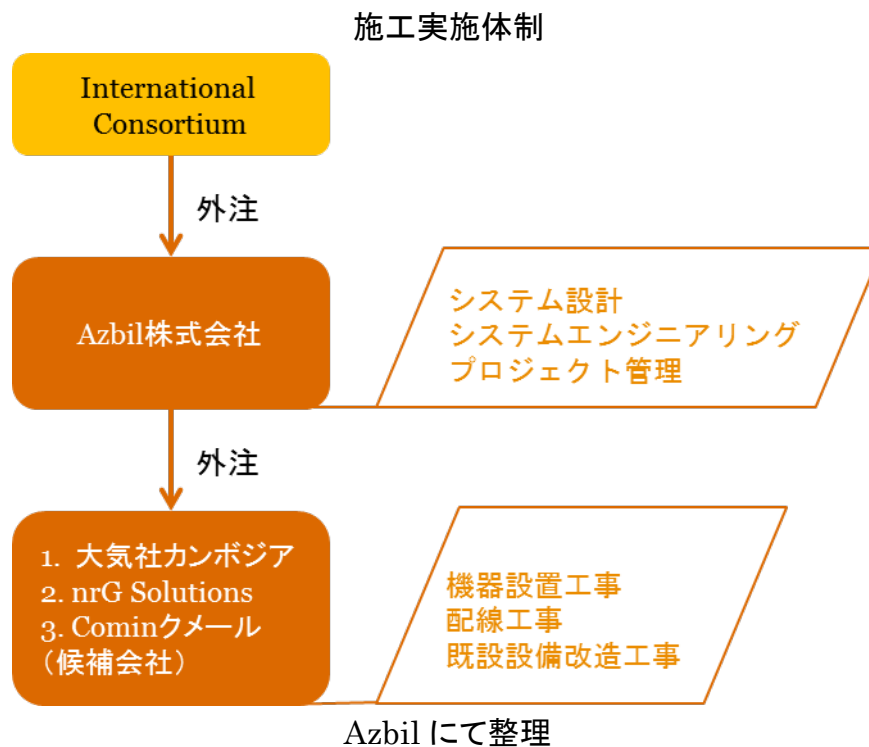 施工実施体制
International
Consortium
外注
Azbil株式会社
システム設計
システムエンジニアリング
プロジェクト管理
外注
1. 大気社カンボジア
2. nrG Solutions
3. Cominクメール
（候補会社）
機器設置工事
配線工事
既設設備改造工事
Azbil にて整理